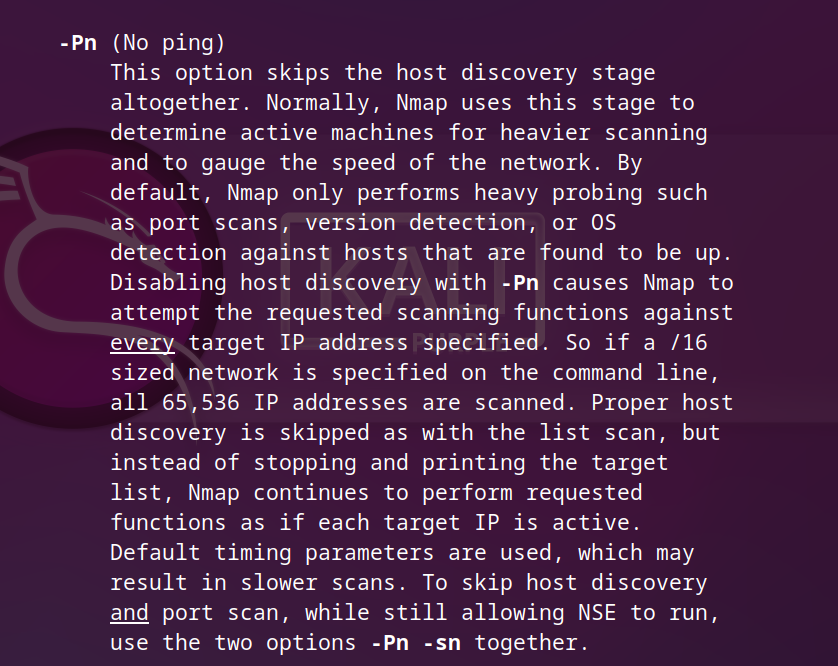 -Pn (No ping)
This option skips the host discovery stage
altogether. Normally, Nmap uses this stage to
determine active machines for heavier scanning
and to gauge the speed of the network. By
default, Nmap only performs heavy probing such
as port scans, version detection, or OS
detection against hosts that are found to be up.
Disabling host discovery with -Pn causes Nmap to
attempt the requested scanning functions against
every target IP address specified. So if a /16
sized network is specified on the command line,
all 65,536 IP addresses are scanned. Proper host
discovery is skipped as with the list scan, but
instead of stopping and printing the target
list, Nmap continues to perform requested
functions as if each target IP is active.
Default timing parameters are used, which may
result in slower scans. To skip host discovery
and port scan, while still allowing NSE to run,
use the two options -Pn -sn together.
KALI
PURPLE